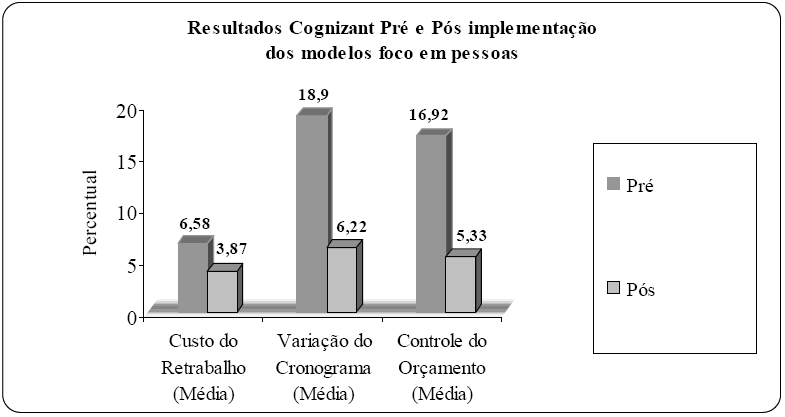 Resultados Cognizant Pré e Pós implementação
dos modelos foco em pessoas
Percentual
20
15
10
5
0
18,9
16,92
6,58
3,87
6,22
5,33
Custo do
Retrabalho
(Média)
Variação do
Cronograma
(Média)
Controle do
Orçamento
(Média)
Pré
Pós